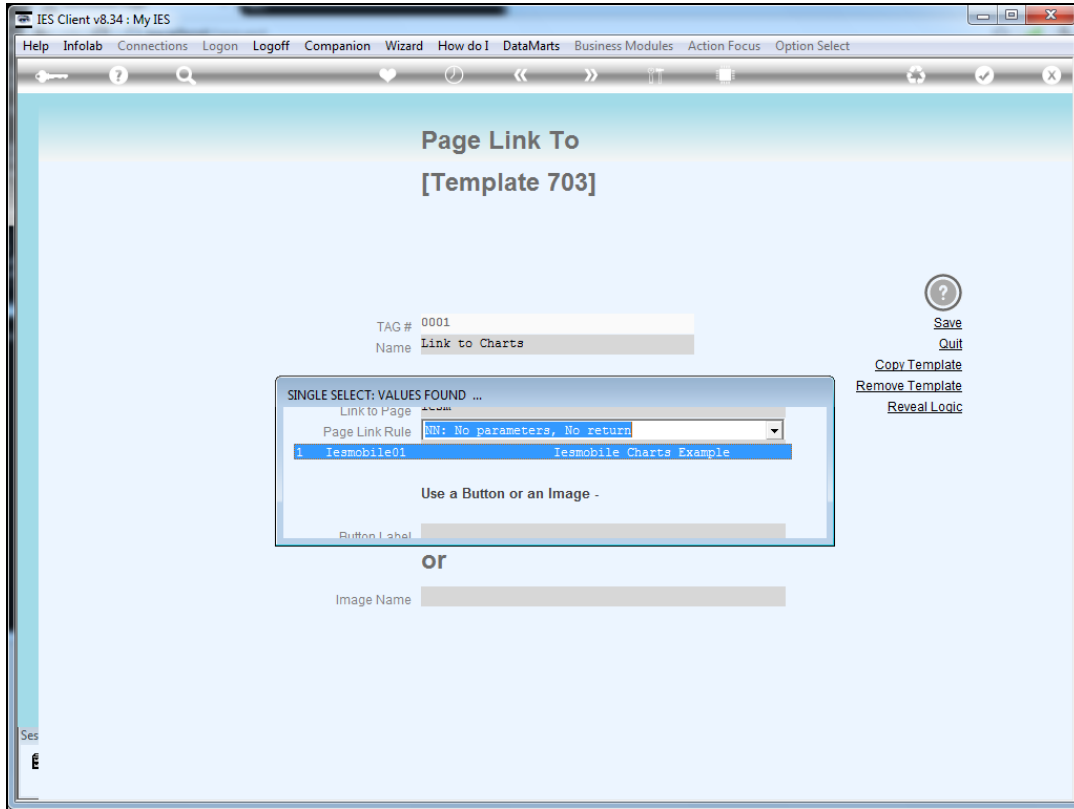 IES Client v8.34 : My IES
Help Infolab Connections Logon Logoff Companion Wizard How do I DataMarts Business Modules Action Focus Option Select
Page Link To
[Template 703]
TAG # 0001
Name Link to Charts
Save
Quit
Copy Template
Remove Template
Reveal Logic
SINGLE SELECT: VALUES FOUND ...
Link to Page
Page Link Rule NN: No parameters, No return
1 Iesmobile01 Iesmobile Charts Example
Use a Button or an Image -
Button Label
or
Image Name
Ses